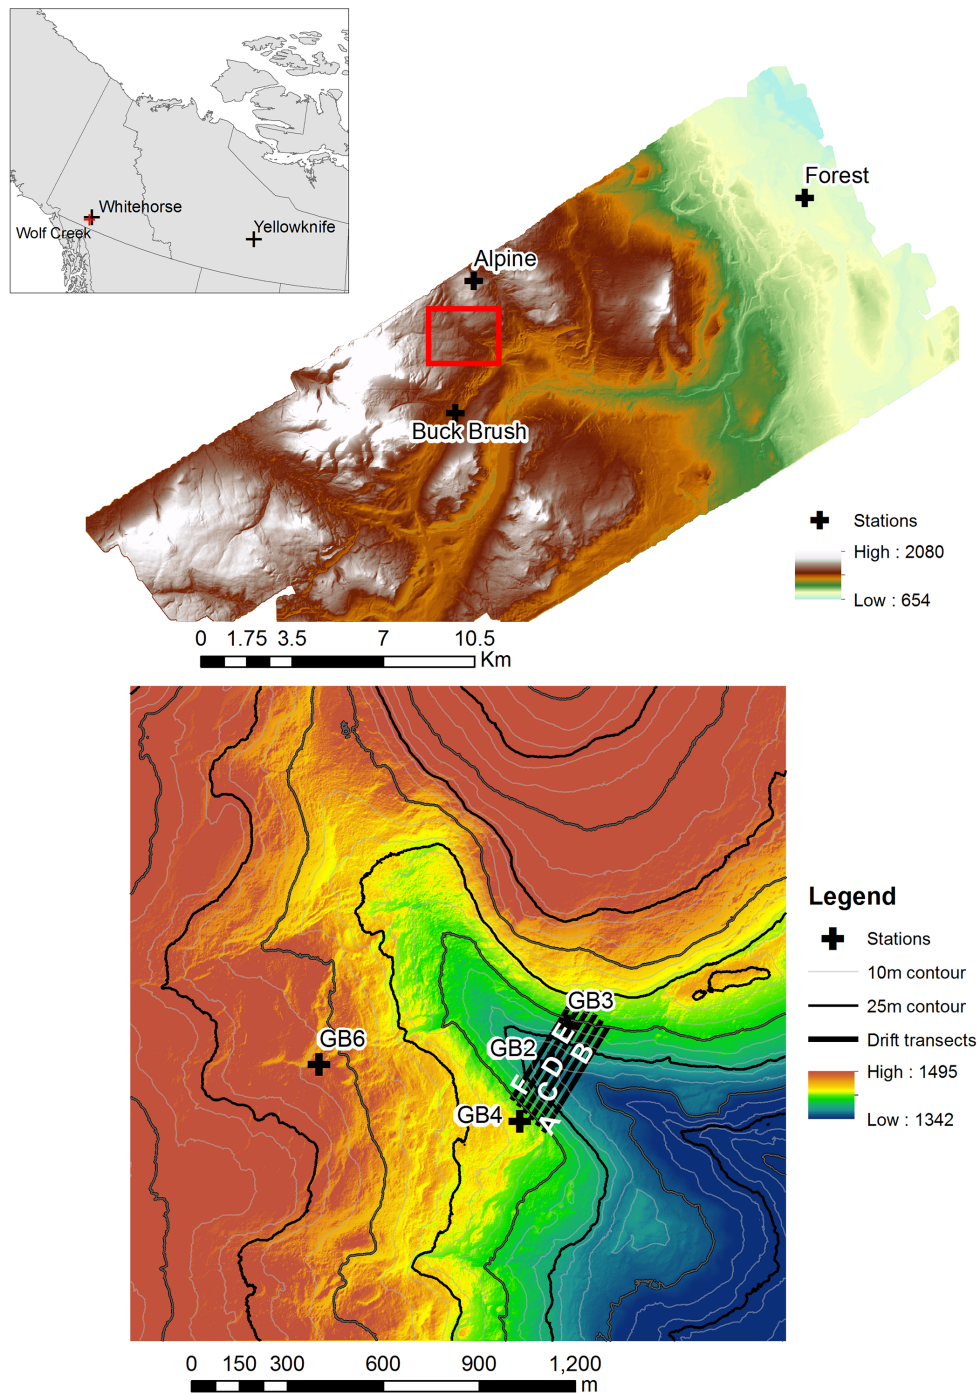 Whitehorse
Wolf Creek
Yellowknife
Forest
Alpine
Buck Brush
Stations
High : 2080
Low : 654
0 1.75 3.5 7 10.5
Km
GB3
E
B
GB6
GB2
D
F
C
GB4
A
Legend
Stations
10m contour
25m contour
Drift transects
High : 1495
Low : 1342
0 150 300 600 900 1,200
m